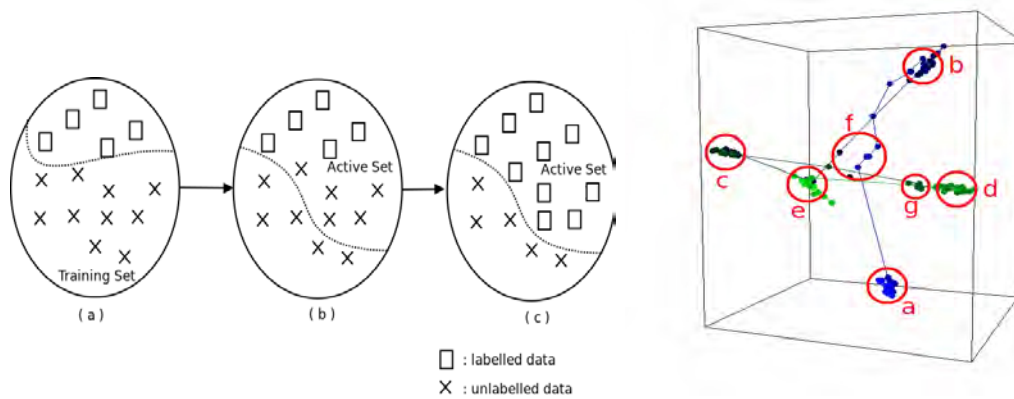 Training Set
( a )
Active Set
( b )
Active Set
( c )
: labelled data
: unlabelled data
b
f
c
e
g
d
a